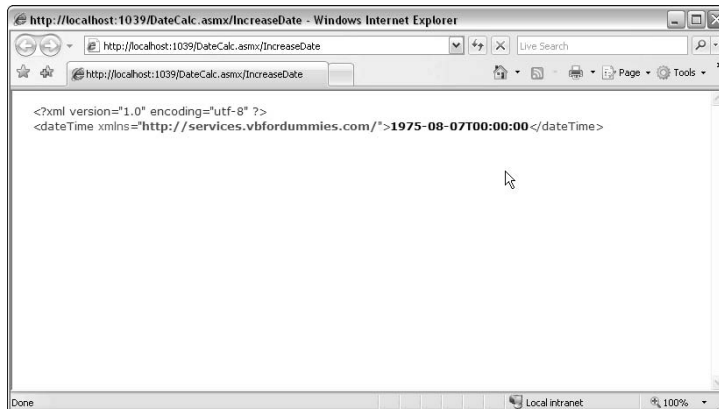 http://localhost:1039/DateCalc.asmx/IncreaseDate - Windows Internet Explorer
http://localhost:1039/DateCalc.asmx/IncreaseDate
Live Search
http://localhost:1039/DateCalc.asmx/IncreaseDate
Page
Tools
<?xml version="1.0" encoding="utf-8" ?>
<dateTime xmlns="http://services.vbfordummies.com/">1975-08-07T00:00:00</dateTime>
Done
Local intranet
100%